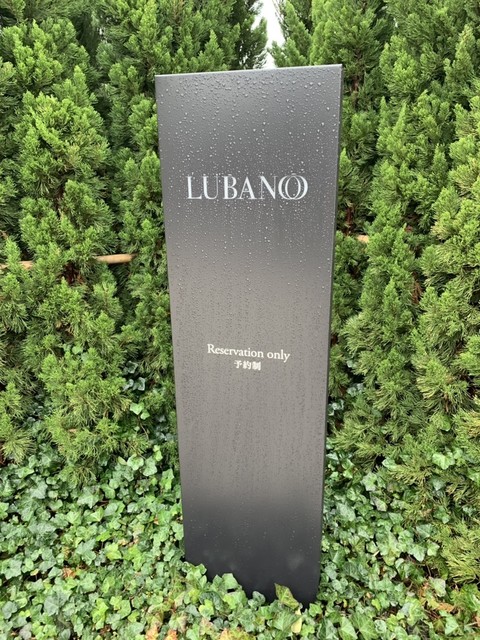 LUBANOO
Reservation only
予約制